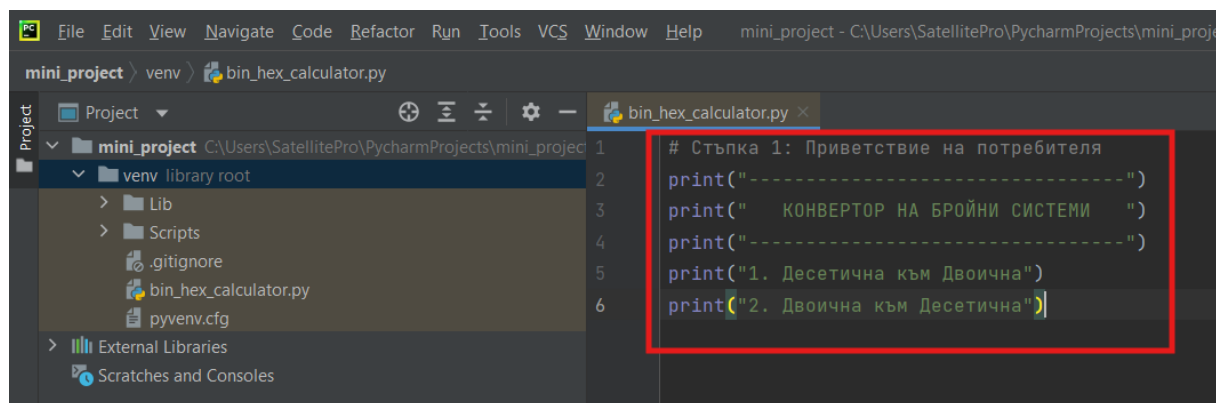 PC
File Edit View Navigate Code Refactor Run Tools VCS Window Help mini_project - C:\Users\SatellitePro\PycharmProjects\mini_proje
mini_project venv bin_hex_calculator.py
Project
Project
mini_project C:\Users\SatellitePro\PycharmProjects\mini_projec
venv library root
Lib
Scripts
.gitignore
bin_hex_calculator.py
pyvenv.cfg
External Libraries
Scratches and Consoles
bin_hex_calculator.py
1 # Стъпка 1: Приветствие на потребителя
2 print("---------------------------------")
3 print("   КОНВЕРТОР НА БРОЙНИ СИСТЕМИ   ")
4 print("---------------------------------")
5 print("1. Десетична към Двоична")
6 print("2. Двоична към Десетична")